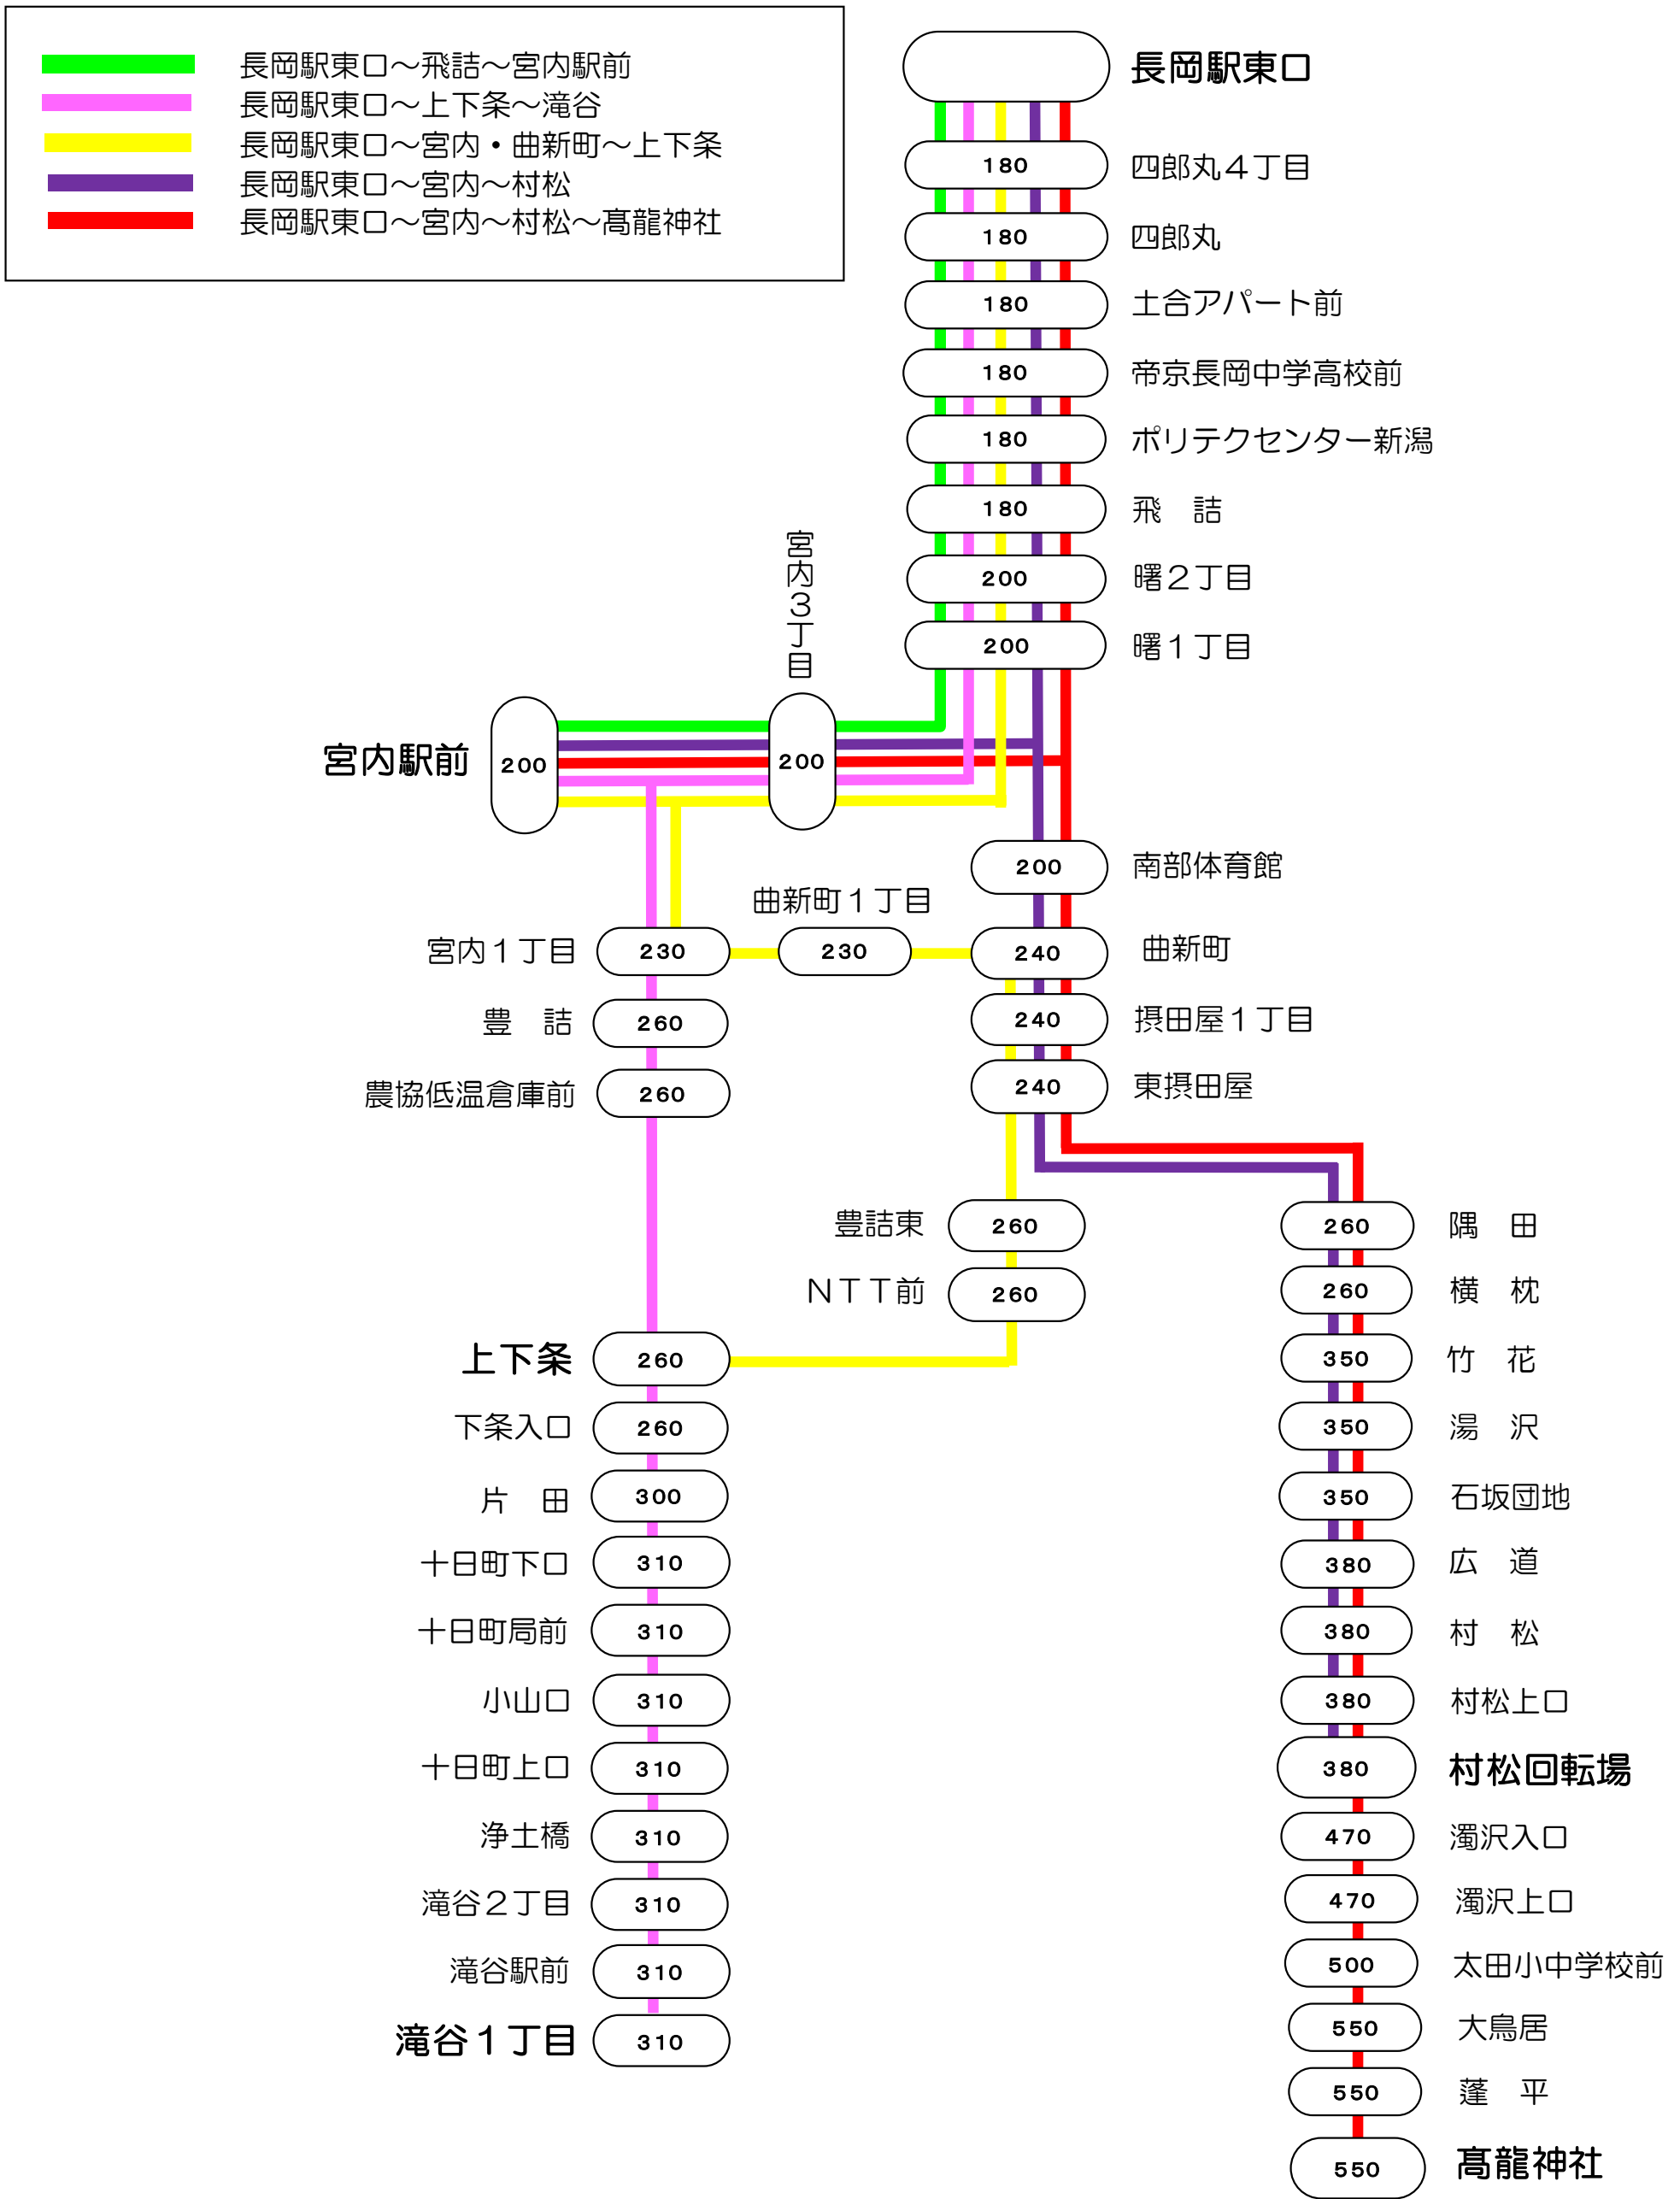 長岡駅東口～飛詰～宮内駅前
長岡駅東口～上下条～滝谷
長岡駅東口～宮内・曲新町～上下条
長岡駅東口～宮内～村松
長岡駅東口～宮内～村松～髙龍神社
長岡駅東口
180 四郎丸４丁目
180 四郎丸
180 土合アパート前
180 帝京長岡中学高校前
180 ポリテクセンター新潟
180 飛　詰
200 曙２丁目
200 曙１丁目
宮内３丁目
200
宮内駅前 200
200 南部体育館
曲新町１丁目
宮内１丁目 230
230
240 曲新町
豊　詰 260
240 摂田屋１丁目
農協低温倉庫前 260
240 東摂田屋
豊詰東 260
260 隅　田
ＮＴＴ前 260
260 横　枕
上下条 260
350 竹　花
下条入口 260
350 湯　沢
片　田 300
350 石坂団地
十日町下口 310
380 広　道
十日町局前 310
380 村　松
小山口 310
380 村松上口
十日町上口 310
380 村松回転場
浄土橋 310
470 濁沢入口
滝谷２丁目 310
470 濁沢上口
滝谷駅前 310
500 太田小中学校前
滝谷１丁目 310
550 大鳥居
550 蓬　平
550 髙龍神社